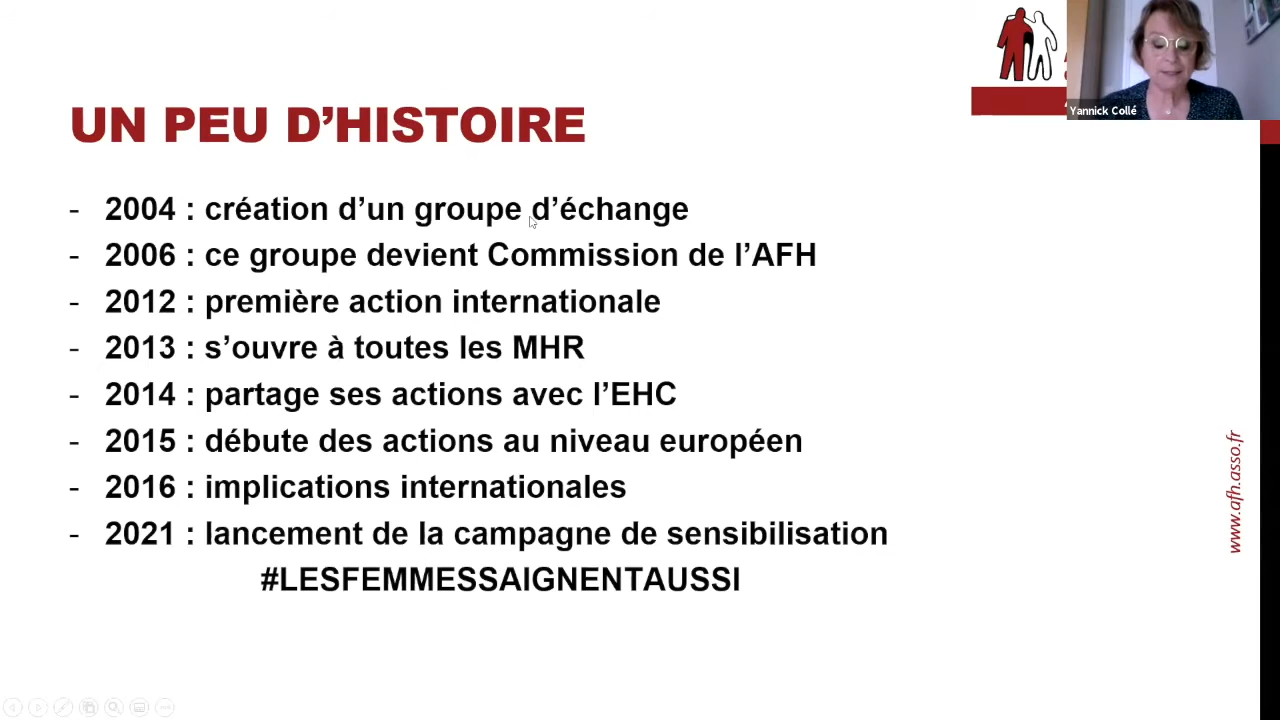 Yannick Collé
UN PEU D’HISTOIRE
- 2004 : création d’un groupe d’échange
- 2006 : ce groupe devient Commission de l’AFH
- 2012 : première action internationale
- 2013 : s’ouvre à toutes les MHR
- 2014 : partage ses actions avec l’EHC
- 2015 : débute des actions au niveau européen
- 2016 : implications internationales
- 2021 : lancement de la campagne de sensibilisation
#LESFEMMESSAIGNENTAUSSI
www.afh.asso.fr